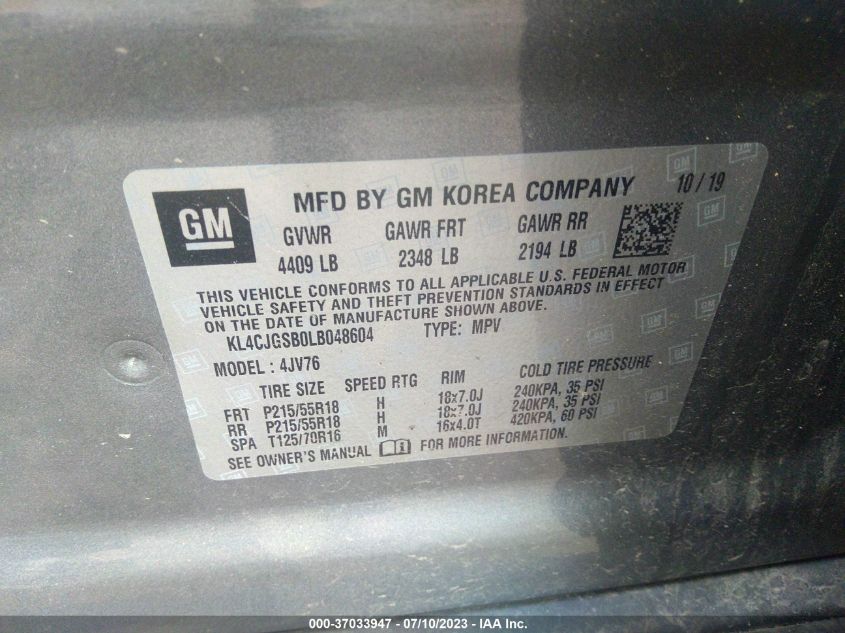 GM
MFD BY GM KOREA COMPANY 10 / 19
GVWR GAWR FRT GAWR RR
4409 LB 2348 LB 2194 LB
THIS VEHICLE CONFORMS TO ALL APPLICABLE U.S. FEDERAL MOTOR
VEHICLE SAFETY AND THEFT PREVENTION STANDARDS IN EFFECT
ON THE DATE OF MANUFACTURE SHOWN ABOVE.
KL4CJGSB0LB048604 TYPE: MPV
MODEL : 4JV76
TIRE SIZE SPEED RTG RIM COLD TIRE PRESSURE
FRT P215/55R18 H 18x7.0J 240KPA, 35 PSI
RR P215/55R18 H 18x7.0J 240KPA, 35 PSI
SPA T125/70R16 M 16x4.0T 420KPA, 60 PSI
SEE OWNER'S MANUAL FOR MORE INFORMATION.
000-37033947 - 07/10/2023 - IAA Inc.